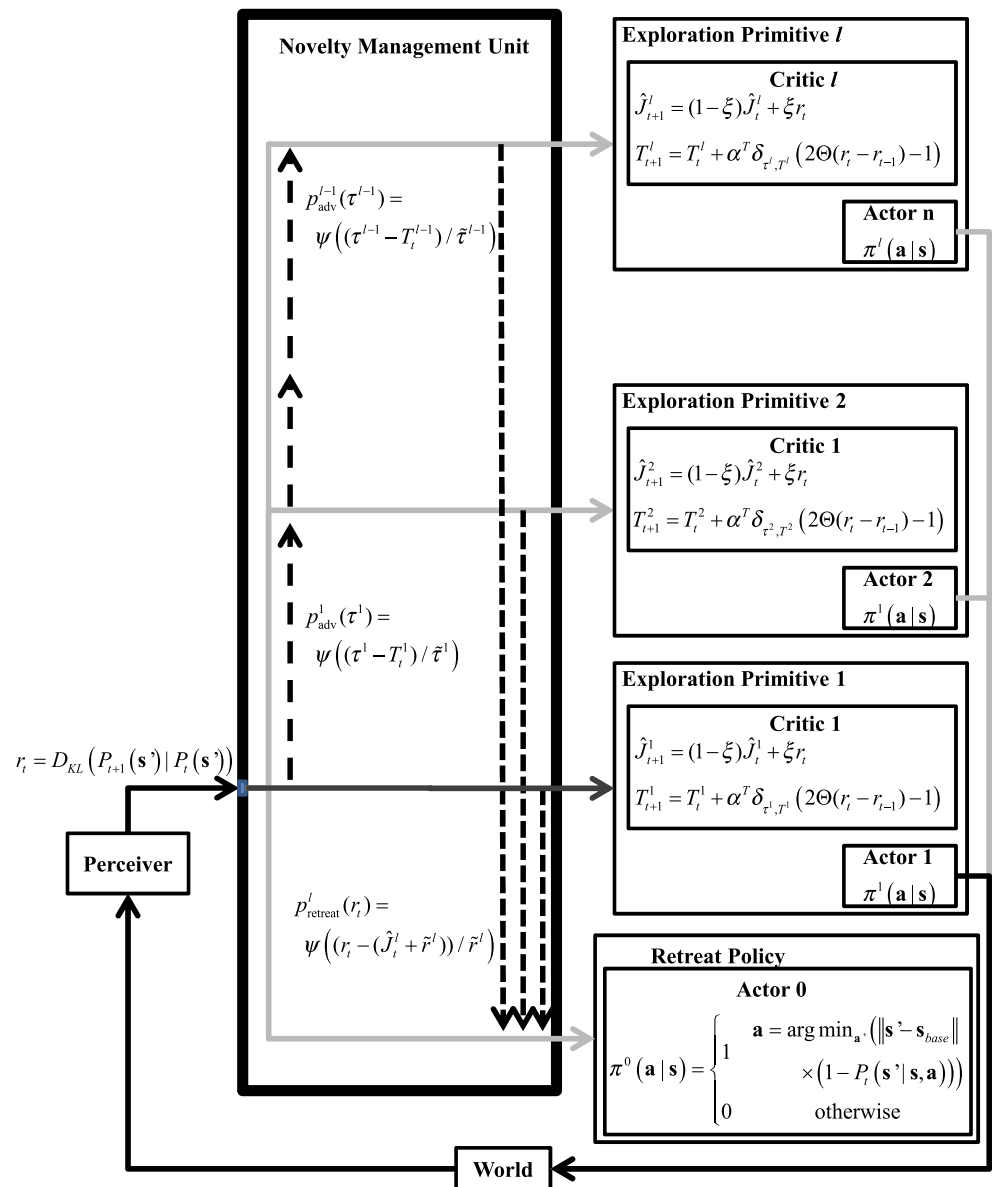 Novelty Management Unit
p^{l-1}_{adv}(τ^{l-1}) =
ψ((τ^{l-1} − T_t^{l-1}) / τ̃^{l-1})
p^1_{adv}(τ^1) =
ψ((τ^1 − T_t^1) / τ̃^1)
p^l_{retreat}(r_t) =
ψ((r_t − (Ĵ_t^l + r̃^l)) / r̃^l)
Exploration Primitive l
Critic l
Ĵ^l_{t+1} = (1−ξ)Ĵ^l_t + ξr_t
T^l_{t+1} = T^l_t + α^T δ_{τ^l,T^l} (2Θ(r_t − r_{t−1}) −1)
Actor n
π^l(a|s)
Exploration Primitive 2
Critic 1
Ĵ^2_{t+1} = (1−ξ)Ĵ^2_t + ξr_t
T^2_{t+1} = T^2_t + α^T δ_{τ^2,T^2} (2Θ(r_t − r_{t−1}) −1)
Actor 2
π^1(a|s)
Exploration Primitive 1
Critic 1
Ĵ^1_{t+1} = (1−ξ)Ĵ^1_t + ξr_t
T^1_{t+1} = T^1_t + α^T δ_{τ^1,T^1} (2Θ(r_t − r_{t−1}) −1)
Actor 1
π^1(a|s)
r_t = D_{KL}(P_{t+1}(s') | P_t(s'))
Perceiver
Retreat Policy
Actor 0
a = arg min_{a'} (‖s'− s_{base}‖
π^0(a|s) = { 1
×(1− P_t(s'|s,a)))
0 otherwise
World